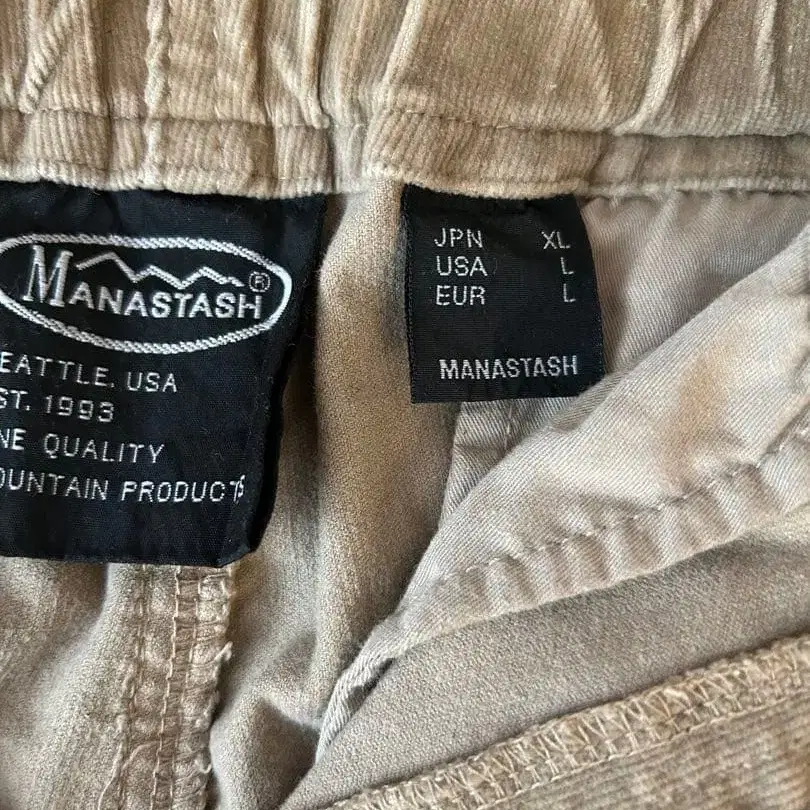 MANASTASH®
EATTLE, USA
ST. 1993
NE QUALITY
OUNTAIN PRODUCTS
JPN XL
USA L
EUR L
MANASTASH